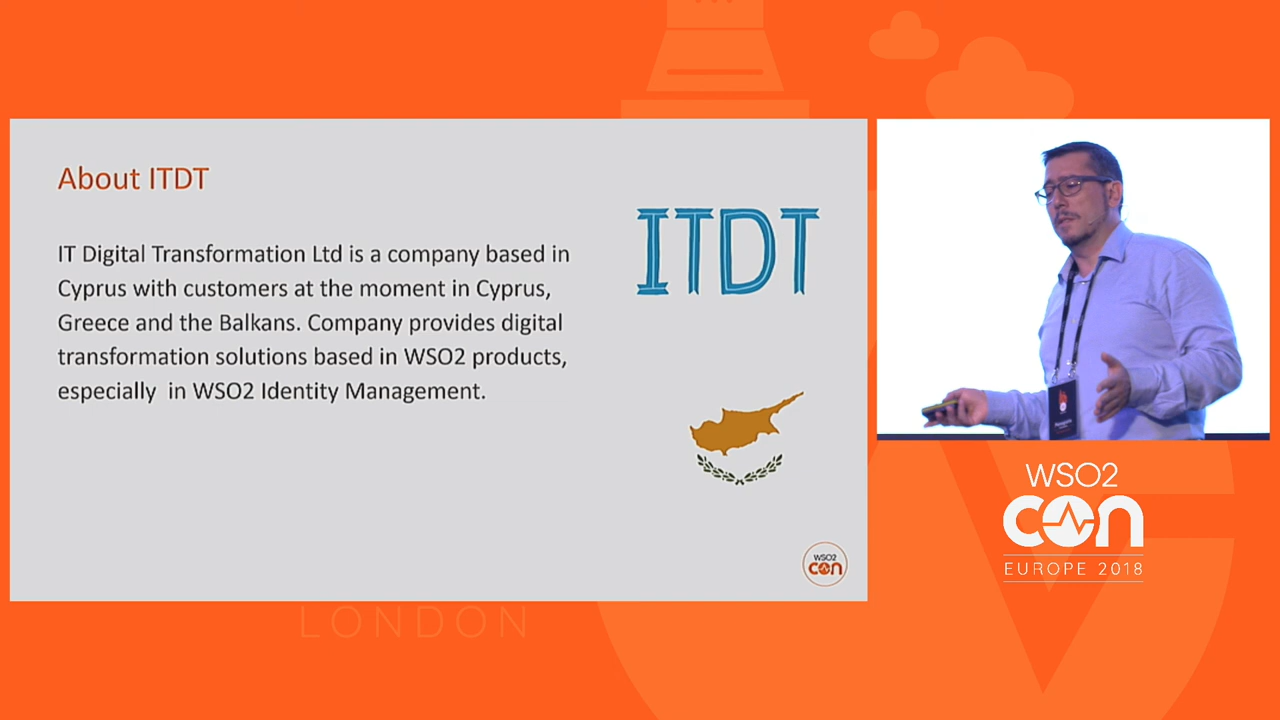 About ITDT
ITDT
IT Digital Transformation Ltd is a company based in
Cyprus with customers at the moment in Cyprus,
Greece and the Balkans. Company provides digital
transformation solutions based in WSO2 products,
especially  in WSO2 Identity Management.
WSO2
con
WSO2
con
EUROPE 2018
LONDON